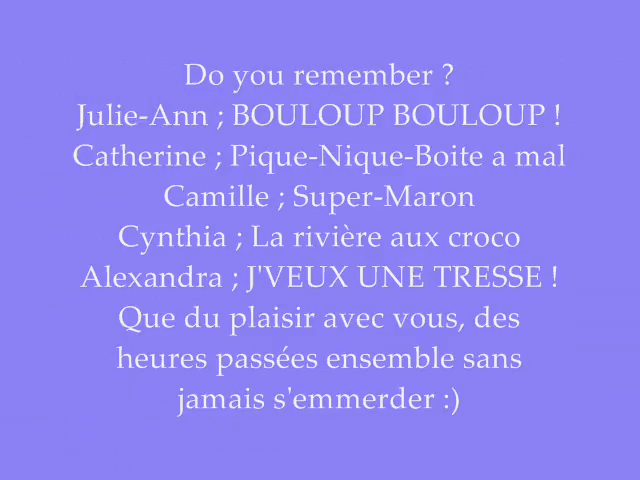 Do you remember ?
Julie-Ann ; BOULOUP BOULOUP !
Catherine ; Pique-Nique-Boite a mal
Camille ; Super-Maron
Cynthia ; La rivière aux croco
Alexandra ; J'VEUX UNE TRESSE !
Que du plaisir avec vous, des
heures passées ensemble sans
jamais s'emmerder :)